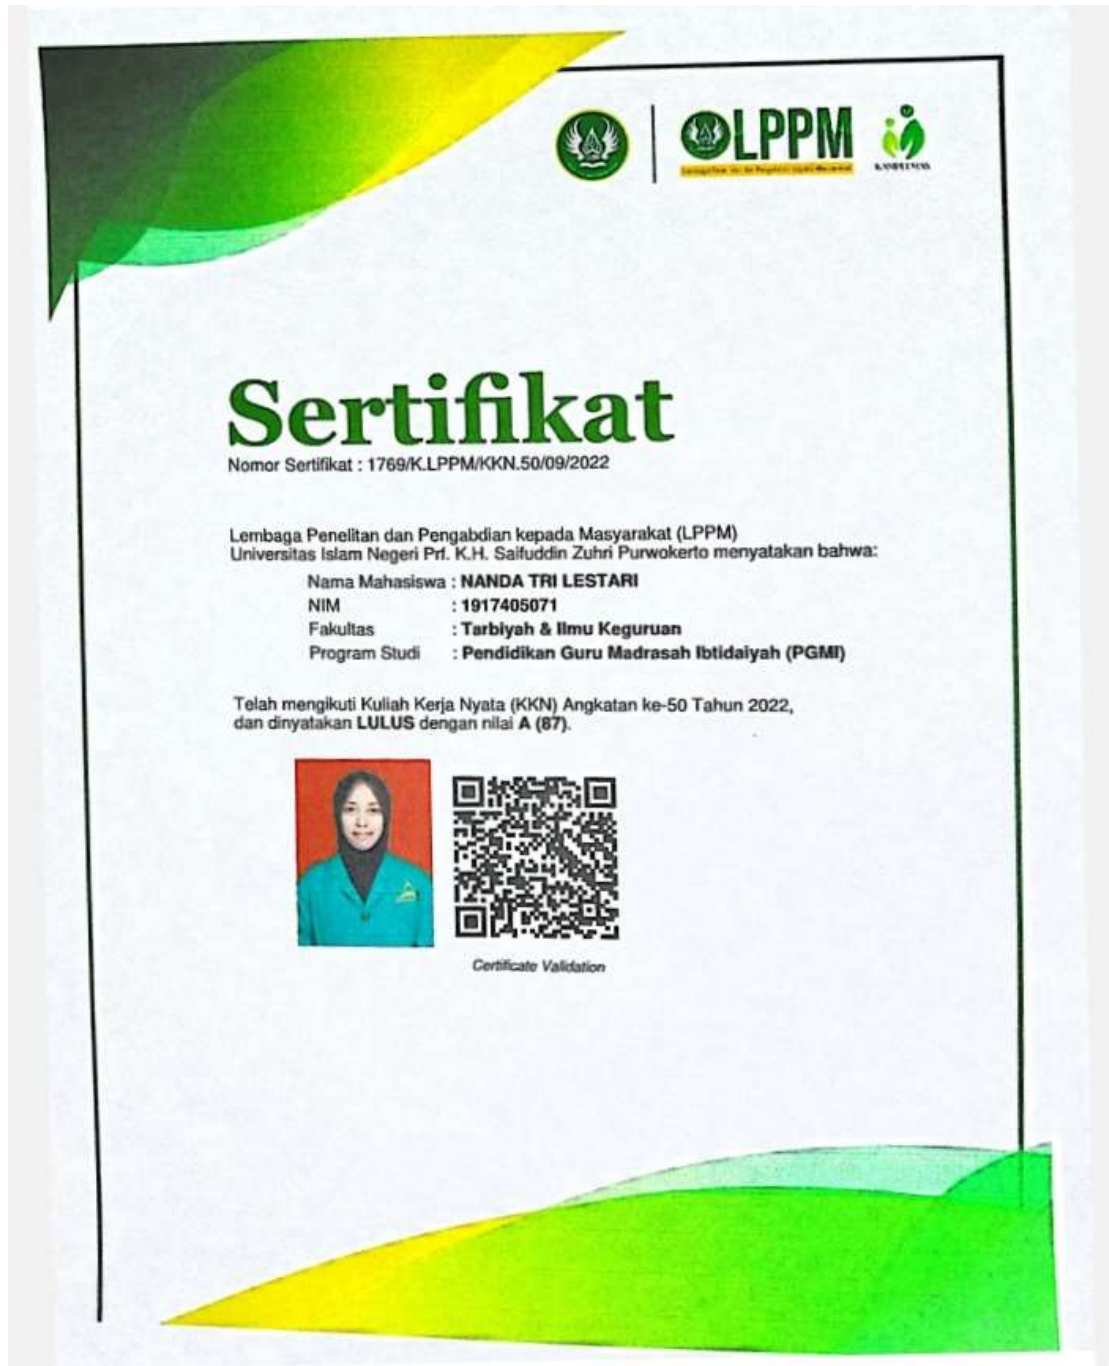 LPPM
KAMPELMAS
Sertifikat
Nomor Sertifikat : 1769/K.LPPM/KKN.50/09/2022
Lembaga Penelitan dan Pengabdian kepada Masyarakat (LPPM)
Universitas Islam Negeri Prf. K.H. Saifuddin Zuhri Purwokerto menyatakan bahwa:
Nama Mahasiswa : NANDA TRI LESTARI
NIM : 1917405071
Fakultas : Tarbiyah & Ilmu Keguruan
Program Studi : Pendidikan Guru Madrasah Ibtidaiyah (PGMI)
Telah mengikuti Kuliah Kerja Nyata (KKN) Angkatan ke-50 Tahun 2022,
dan dinyatakan LULUS dengan nilai A (87).
Certificate Validation